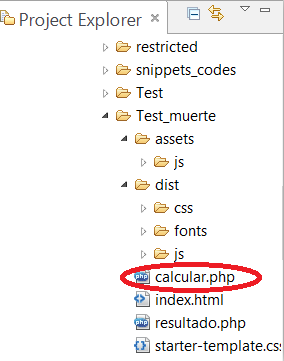 Project Explorer
restricted
snippets_codes
Test
Test_muerte
assets
js
dist
css
fonts
js
calcular.php
index.html
resultado.php
starter-template.cs